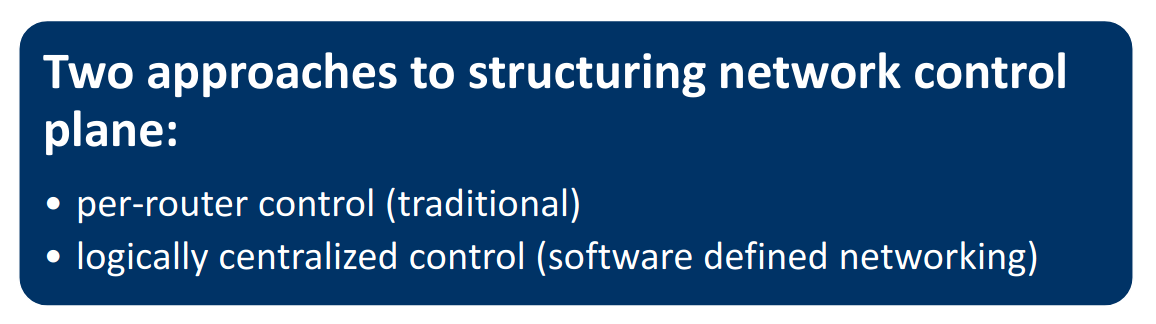 Two approaches to structuring network control
plane:
• per-router control (traditional)
• logically centralized control (software defined networking)